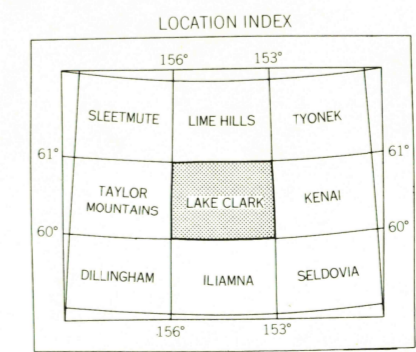 LOCATION INDEX
156° 153°
SLEETMUTE LIME HILLS TYONEK
61° 61°
TAYLOR MOUNTAINS LAKE CLARK KENAI
60° 60°
DILLINGHAM ILIAMNA SELDOVIA
156° 153°